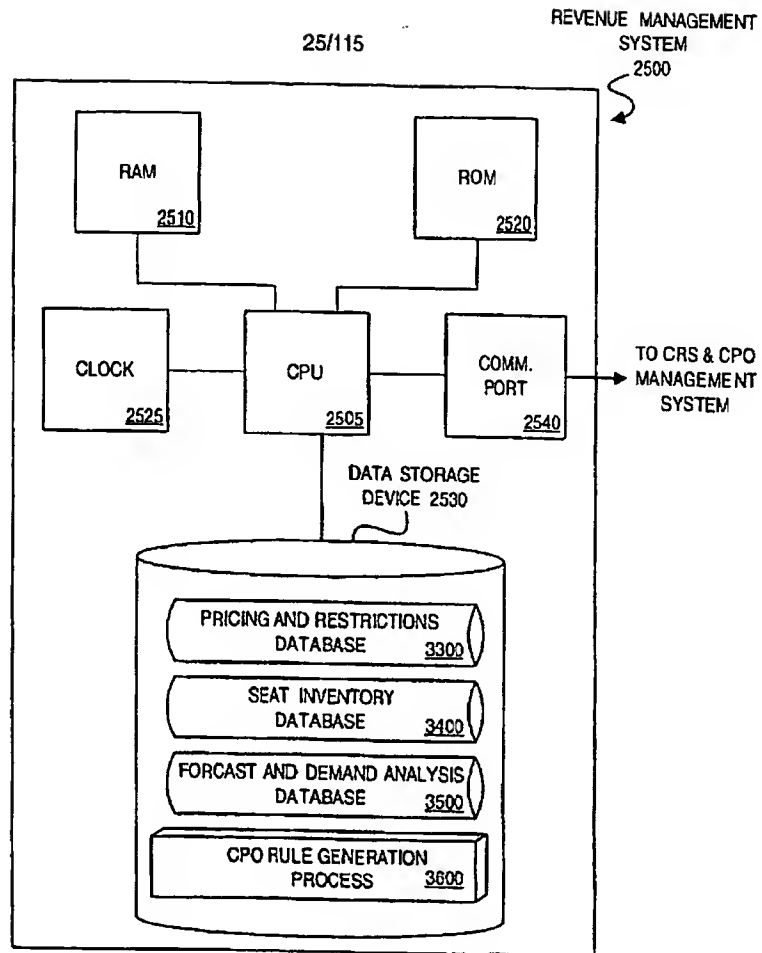 25/115
REVENUE MANAGEMENT
SYSTEM
2500
RAM
2510
ROM
2520
CLOCK
2525
CPU
2505
COMM.
PORT
2540
TO CRS & CPO
MANAGEMENT
SYSTEM
DATA STORAGE
DEVICE 2530
PRICING AND RESTRICTIONS
DATABASE 3300
SEAT INVENTORY
DATABASE 3400
FORCAST AND DEMAND ANALYSIS
DATABASE 3500
CPO RULE GENERATION
PROCESS 3600